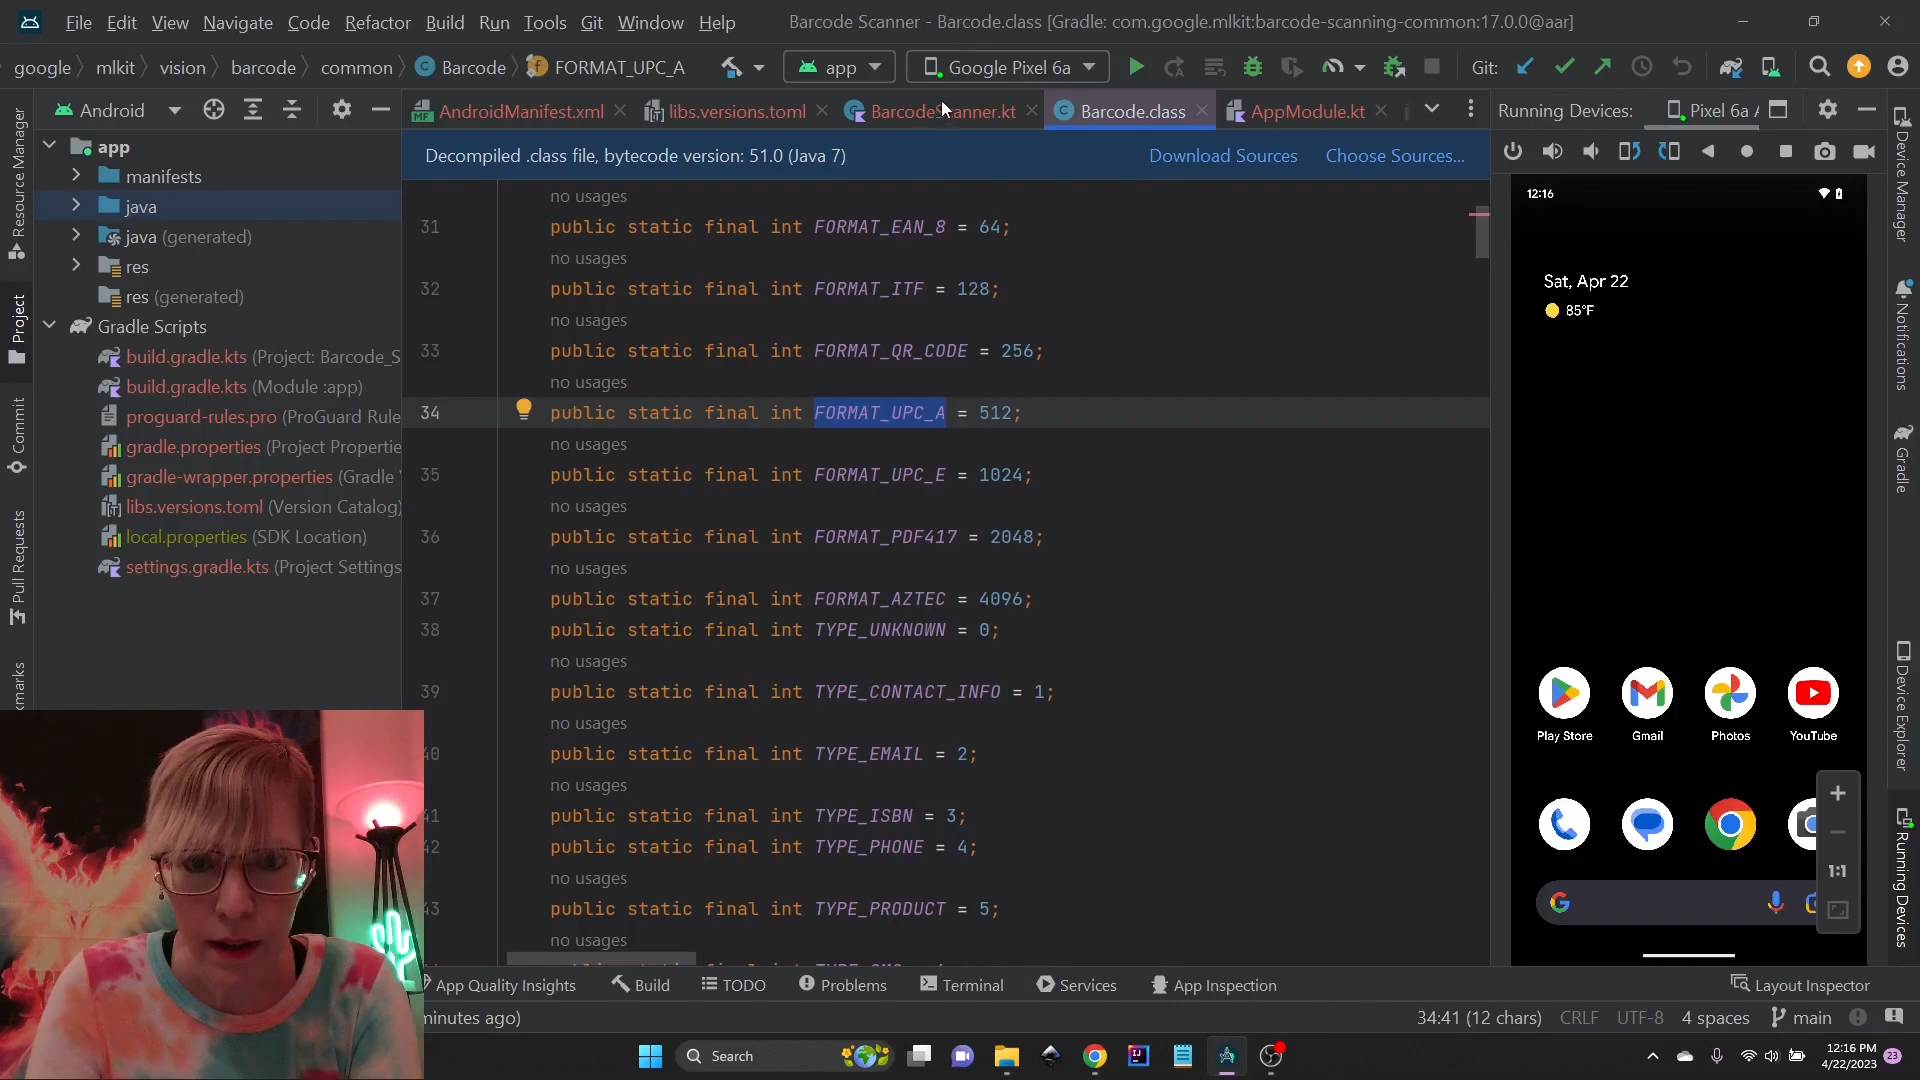 File Edit View Navigate Code Refactor Build Run Tools Git Window Help
Barcode Scanner - Barcode.class [Gradle: com.google.mlkit:barcode-scanning-common:17.0.0@aar]
google mlkit vision barcode common Barcode FORMAT_UPC_A
app
Google Pixel 6a
Git:
Android
AndroidManifest.xml
libs.versions.toml
BarcodeScanner.kt
Barcode.class
AppModule.kt
Running Devices:
Pixel 6a
Decompiled .class file, bytecode version: 51.0 (Java 7)
Download Sources
Choose Sources...
Resource Manager
Project
Commit
Pull Requests
app
manifests
java
java (generated)
res
res (generated)
Gradle Scripts
build.gradle.kts (Project: Barcode_S
build.gradle.kts (Module :app)
proguard-rules.pro (ProGuard Rule
gradle.properties (Project Propertie
gradle-wrapper.properties (Gradle
libs.versions.toml (Version Catalog)
local.properties (SDK Location)
settings.gradle.kts (Project Settings
no usages
31 public static final int FORMAT_EAN_8 = 64;
no usages
32 public static final int FORMAT_ITF = 128;
no usages
33 public static final int FORMAT_QR_CODE = 256;
no usages
34 public static final int FORMAT_UPC_A = 512;
no usages
35 public static final int FORMAT_UPC_E = 1024;
no usages
36 public static final int FORMAT_PDF417 = 2048;
no usages
37 public static final int FORMAT_AZTEC = 4096;
38 public static final int TYPE_UNKNOWN = 0;
no usages
39 public static final int TYPE_CONTACT_INFO = 1;
no usages
40 public static final int TYPE_EMAIL = 2;
no usages
41 public static final int TYPE_ISBN = 3;
42 public static final int TYPE_PHONE = 4;
no usages
43 public static final int TYPE_PRODUCT = 5;
no usages
12:16
Sat, Apr 22
85°F
Play Store
Gmail
Photos
YouTube
1:1
Device Manager
Notifications
Gradle
Device Explorer
Running Devices
App Quality Insights
Build
TODO
Problems
Terminal
Services
App Inspection
Layout Inspector
minutes ago)
34:41 (12 chars)
CRLF
UTF-8
4 spaces
main
Search
12:16 PM
4/22/2023
23